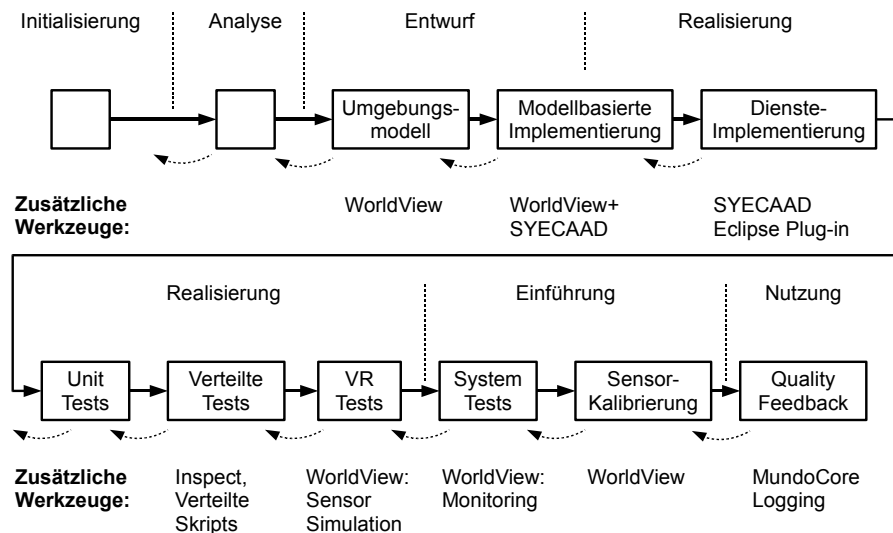 Initialisierung Analyse Entwurf Realisierung
Umgebungs-
modell
Modellbasierte
Implementierung
Dienste-
Implementierung
Zusätzliche
Werkzeuge:
WorldView
WorldView+
SYECAAD
SYECAAD
Eclipse Plug-in
Realisierung Einführung Nutzung
Unit
Tests
Verteilte
Tests
VR
Tests
System
Tests
Sensor-
Kalibrierung
Quality
Feedback
Zusätzliche
Werkzeuge:
Inspect,
Verteilte
Skripts
WorldView:
Sensor
Simulation
WorldView:
Monitoring
WorldView
MundoCore
Logging